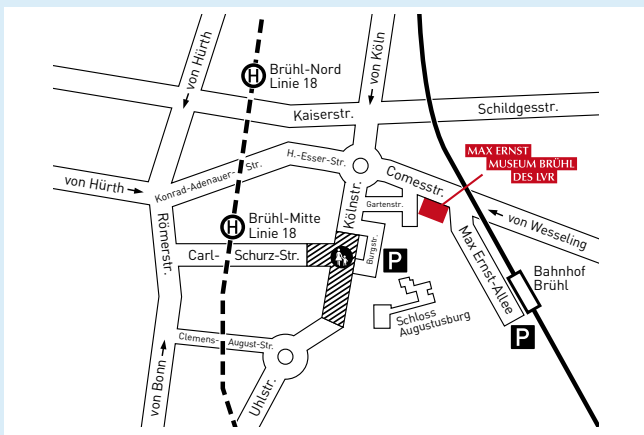 von Hürth
H
Brühl-Nord
Linie 18
von Köln
Kaiserstr.
Schildgesstr.
MAX ERNST
MUSEUM BRÜHL
DES LVR
H.-Esser-Str.
Comesstr.
von Hürth
Konrad-Adenauer-Str.
Kölnstr.
Gartenstr.
von Wesseling
H
Brühl-Mitte
Linie 18
Römerstr.
Carl-Schurz-Str.
Burgstr.
P
Max Ernst-Allee
Bahnhof
Brühl
Schloss
Augustusburg
P
Clemens-August-Str.
von Bonn
Uhlstr.